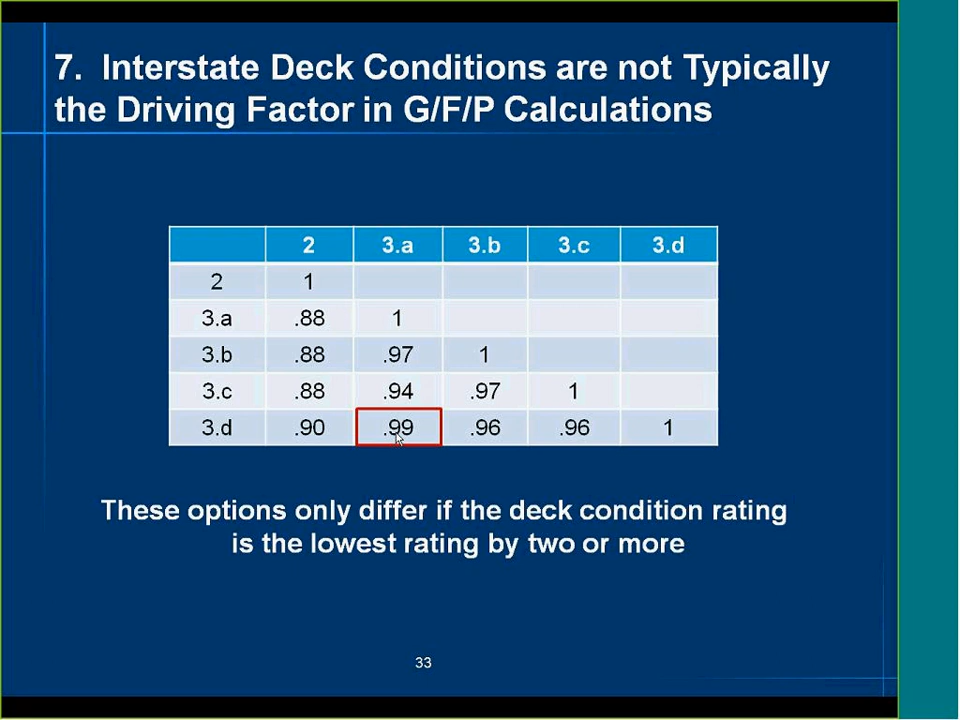 7. Interstate Deck Conditions are not Typically
the Driving Factor in G/F/P Calculations
2 3.a 3.b 3.c 3.d
2 1
3.a .88 1
3.b .88 .97 1
3.c .88 .94 .97 1
3.d .90 .99 .96 .96 1
These options only differ if the deck condition rating
is the lowest rating by two or more
33